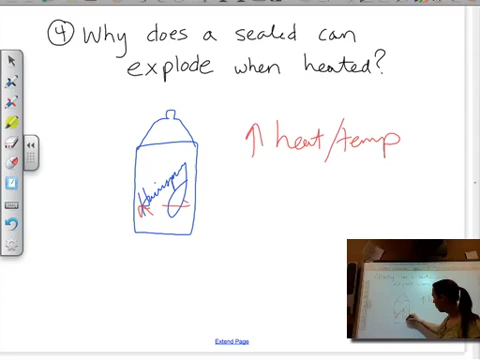 ④ Why does a sealed can
explode when heated?
↑ heat/temp
Hairspray
Extend Page